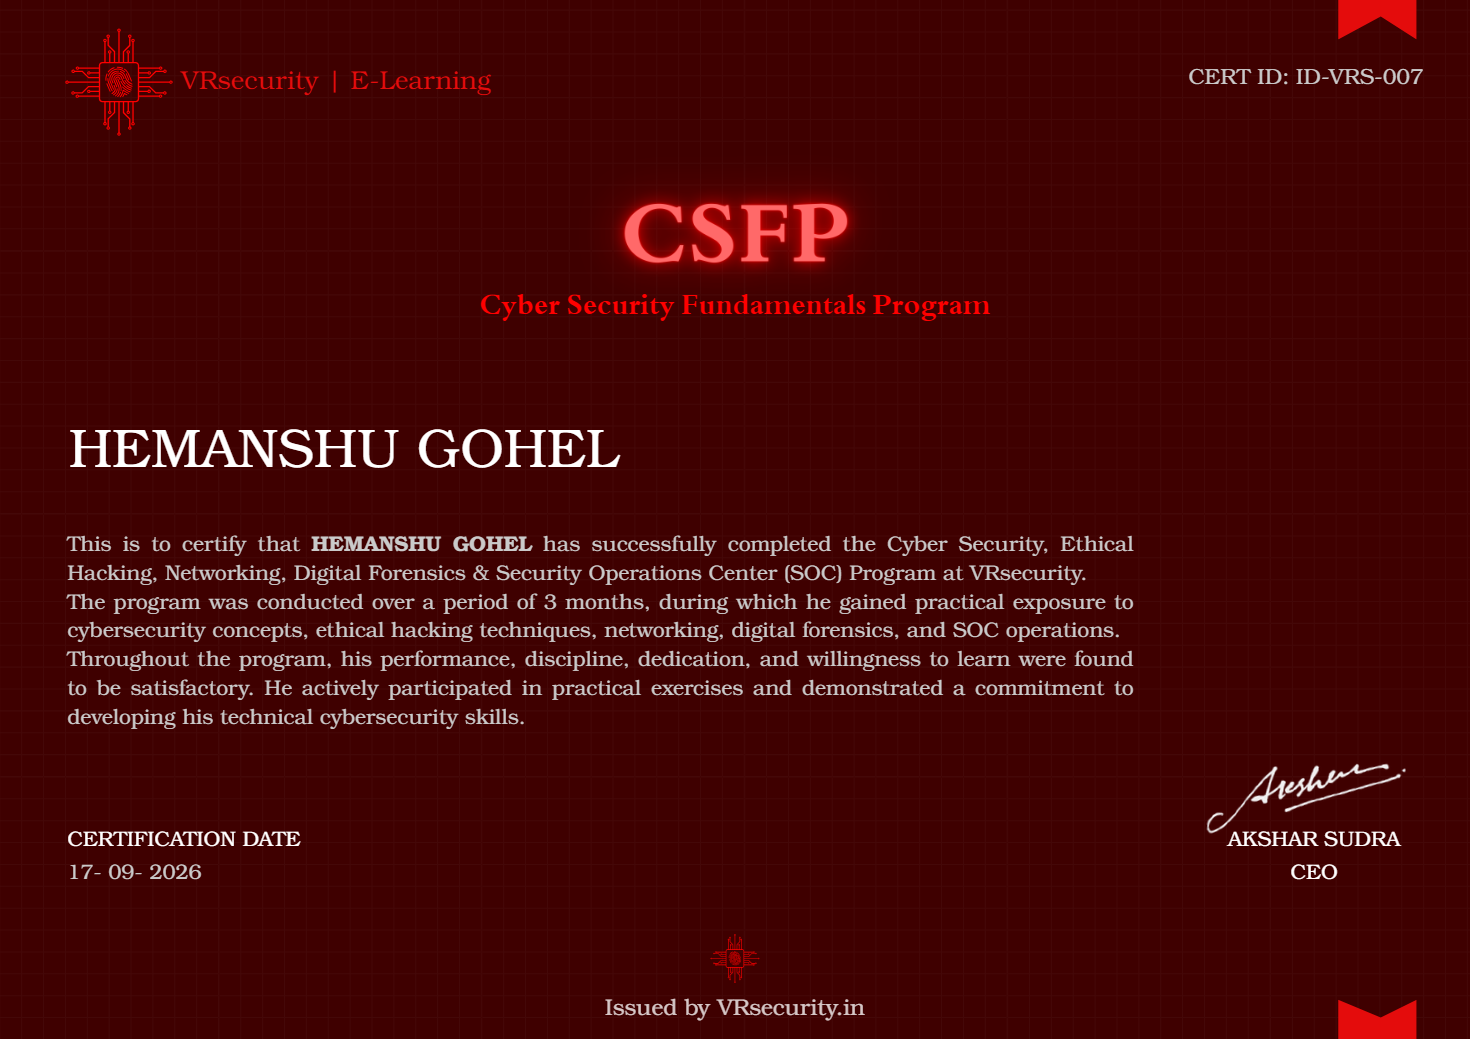 VRsecurity | E-Learning
CERT ID: ID-VRS-007
CSFP
Cyber Security Fundamentals Program
HEMANSHU GOHEL
This is to certify that HEMANSHU GOHEL has successfully completed the Cyber Security, Ethical
Hacking, Networking, Digital Forensics & Security Operations Center (SOC) Program at VRsecurity.
The program was conducted over a period of 3 months, during which he gained practical exposure to
cybersecurity concepts, ethical hacking techniques, networking, digital forensics, and SOC operations.
Throughout the program, his performance, discipline, dedication, and willingness to learn were found
to be satisfactory. He actively participated in practical exercises and demonstrated a commitment to
developing his technical cybersecurity skills.
CERTIFICATION DATE
17- 09- 2026
AKSHAR SUDRA
CEO
Issued by VRsecurity.in